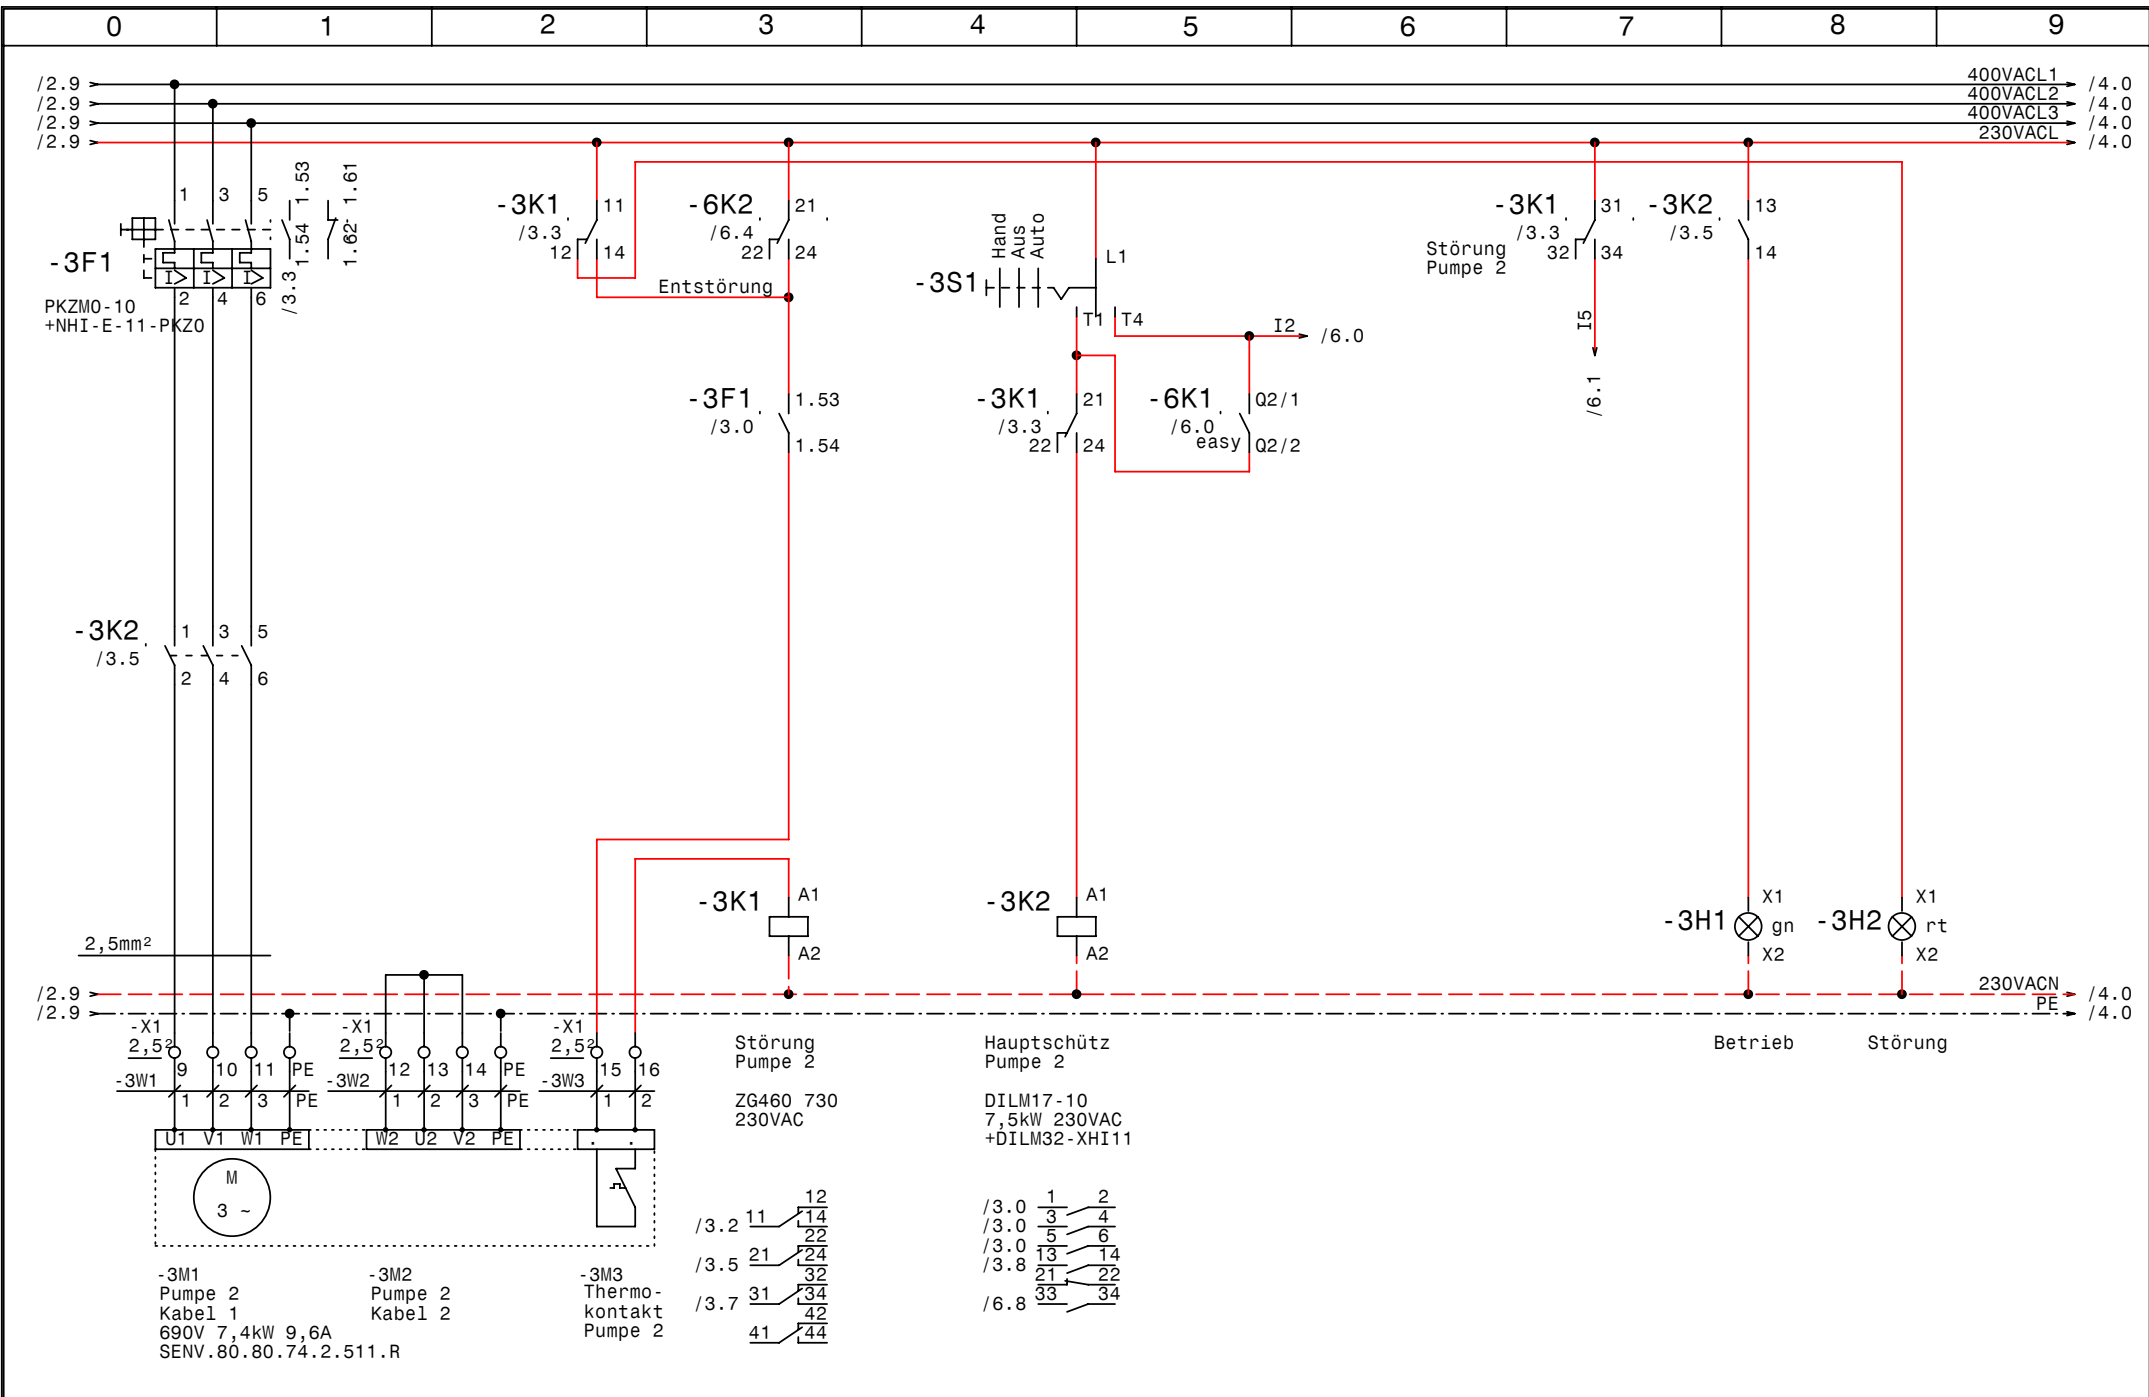 0 1 2 3 4 5 6 7 8 9
/2.9 400VACL1 /4.0
/2.9 400VACL2 /4.0
/2.9 400VACL3 /4.0
/2.9 230VACL /4.0
1 3 5 1.53 1.61
1.54 1.62
-3F1
2 4 6 /3.3
PKZM0-10
+NHI-E-11-PKZ0
-3K1 11
/3.3
12 14
-6K2 21
/6.4
22 24
Entstörung
Hand
Aus
Auto
-3S1 L1
T1 T4
I2 /6.0
-3K1 31
/3.3
32 34
Störung
Pumpe 2
I5
/6.1
-3K2 13
/3.5
14
-3F1 1.53
/3.0
1.54
-3K1 21
/3.3
22 24
-6K1 Q2/1
/6.0
easy Q2/2
-3K2 1 3 5
/3.5
2 4 6
-3K1 A1
A2
-3K2 A1
A2
-3H1 X1
gn
X2
-3H2 X1
rt
X2
2,5mm²
/2.9 230VACN /4.0
/2.9 PE /4.0
-X1
2,5²
9 10 11 PE
-3W1
1 2 3 PE
U1 V1 W1 PE
-X1
2,5²
12 13 14 PE
-3W2
1 2 3 PE
W2 U2 V2 PE
-X1
2,5²
15 16
-3W3
1 2
M
3 ~
Störung
Pumpe 2
ZG460 730
230VAC
Hauptschütz
Pumpe 2
DILM17-10
7,5kW 230VAC
+DILM32-XHI11
Betrieb
Störung
-3M1
Pumpe 2
Kabel 1
690V 7,4kW 9,6A
SENV.80.80.74.2.511.R
-3M2
Pumpe 2
Kabel 2
-3M3
Thermo-
kontakt
Pumpe 2
12
/3.2 11 14
22
/3.5 21 24
32
/3.7 31 34
42
41 44
/3.0 1 2
/3.0 3 4
/3.0 5 6
/3.8 13 14
21 22
/6.8 33 34